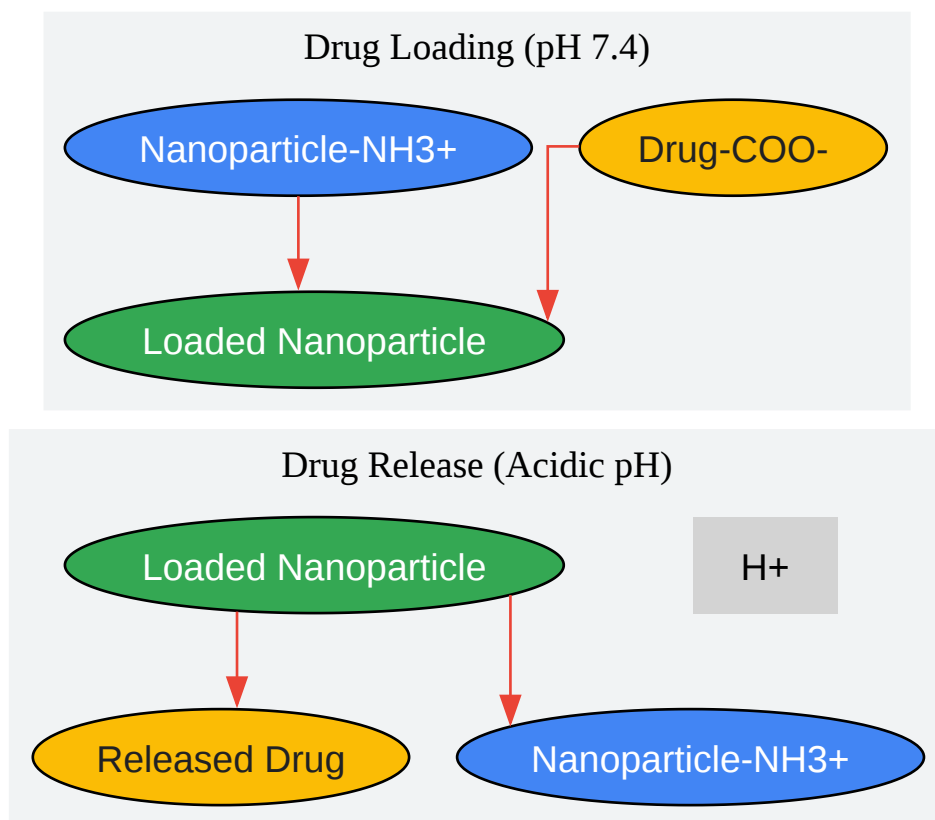 Drug Loading (pH 7.4)
Nanoparticle-NH3+
Drug-COO-
Loaded Nanoparticle
Drug Release (Acidic pH)
Loaded Nanoparticle
H+
Released Drug
Nanoparticle-NH3+